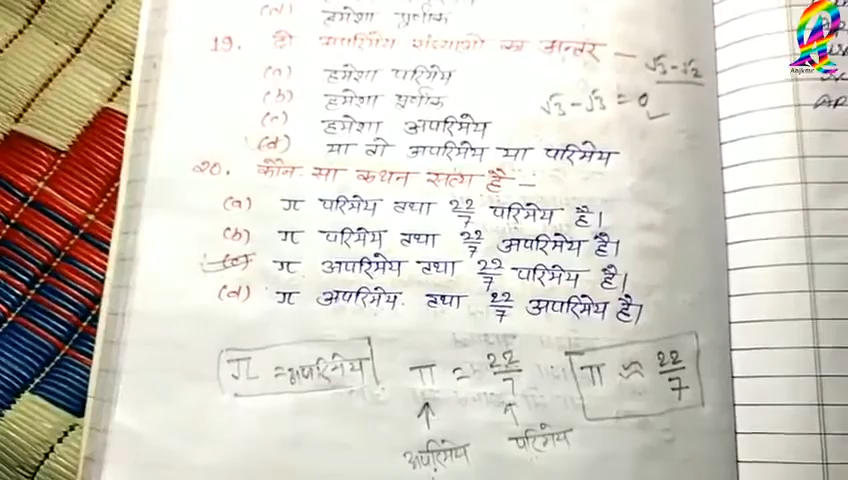 (d) हमेशा पूर्णांक
19. दो अपरिमेय संख्याओं का अन्तर — √3-√2
(a) हमेशा परिमेय
(b) हमेशा पूर्णांक √3-√3 = 0
(c) हमेशा अपरिमेय
(d) या तो अपरिमेय या परिमेय
20. कौन सा कथन सत्य है -:
(a) π परिमेय तथा 22/7 परिमेय है।
(b) π परिमेय तथा 22/7 अपरिमेय है।
(c) π अपरिमेय तथा 22/7 परिमेय है।
(d) π अपरिमेय तथा 22/7 अपरिमेय है।
π = अपरिमेय π = 22/7 π ≈ 22/7
↑ ↑
अपरिमेय परिमेय